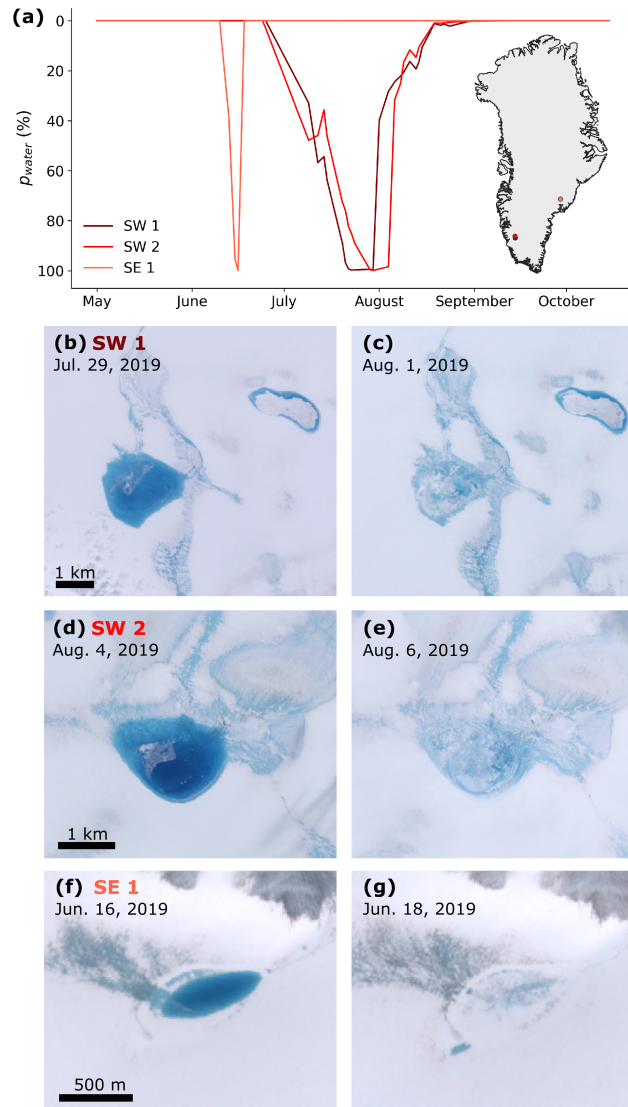 (a)
0
20
40
60
80
100
p_water (%)
SW 1
SW 2
SE 1
May June July August September October
(b) SW 1
Jul. 29, 2019
1 km
(c)
Aug. 1, 2019
(d) SW 2
Aug. 4, 2019
1 km
(e)
Aug. 6, 2019
(f) SE 1
Jun. 16, 2019
500 m
(g)
Jun. 18, 2019